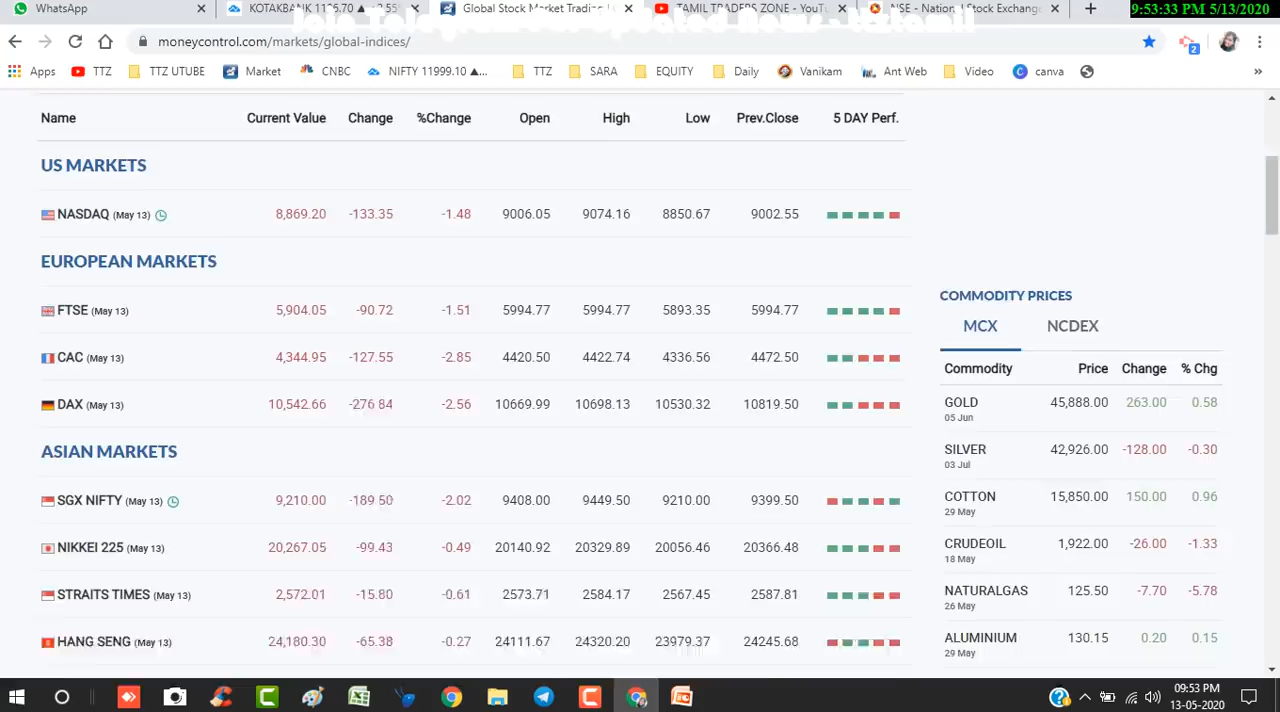 WhatsApp
KOTAKBANK 1186.70 ▲ +2.55
Global Stock Market Trading
TAMIL TRADERS ZONE - YouTu
NSE - National Stock Exchange
9:53:33 PM 5/13/2020
Join Telegram for updated news - ttztamil
moneycontrol.com/markets/global-indices/
2
Apps TTZ TTZ UTUBE Market CNBC NIFTY 11999.10 ▲... TTZ SARA EQUITY Daily Vanikam Ant Web Video canva »
Name Current Value Change %Change Open High Low Prev.Close 5 DAY Perf.
US MARKETS
NASDAQ (May 13) 8,869.20 -133.35 -1.48 9006.05 9074.16 8850.67 9002.55
EUROPEAN MARKETS
FTSE (May 13) 5,904.05 -90.72 -1.51 5994.77 5994.77 5893.35 5994.77
CAC (May 13) 4,344.95 -127.55 -2.85 4420.50 4422.74 4336.56 4472.50
DAX (May 13) 10,542.66 -276.84 -2.56 10669.99 10698.13 10530.32 10819.50
ASIAN MARKETS
SGX NIFTY (May 13) 9,210.00 -189.50 -2.02 9408.00 9449.50 9210.00 9399.50
NIKKEI 225 (May 13) 20,267.05 -99.43 -0.49 20140.92 20329.89 20056.46 20366.48
STRAITS TIMES (May 13) 2,572.01 -15.80 -0.61 2573.71 2584.17 2567.45 2587.81
HANG SENG (May 13) 24,180.30 -65.38 -0.27 24111.67 24320.20 23979.37 24245.68
COMMODITY PRICES
MCX NCDEX
Commodity Price Change % Chg
GOLD 45,888.00 263.00 0.58
05 Jun
SILVER 42,926.00 -128.00 -0.30
03 Jul
COTTON 15,850.00 150.00 0.96
29 May
CRUDEOIL 1,922.00 -26.00 -1.33
18 May
NATURALGAS 125.50 -7.70 -5.78
26 May
ALUMINIUM 130.15 0.20 0.15
29 May
09:53 PM
13-05-2020